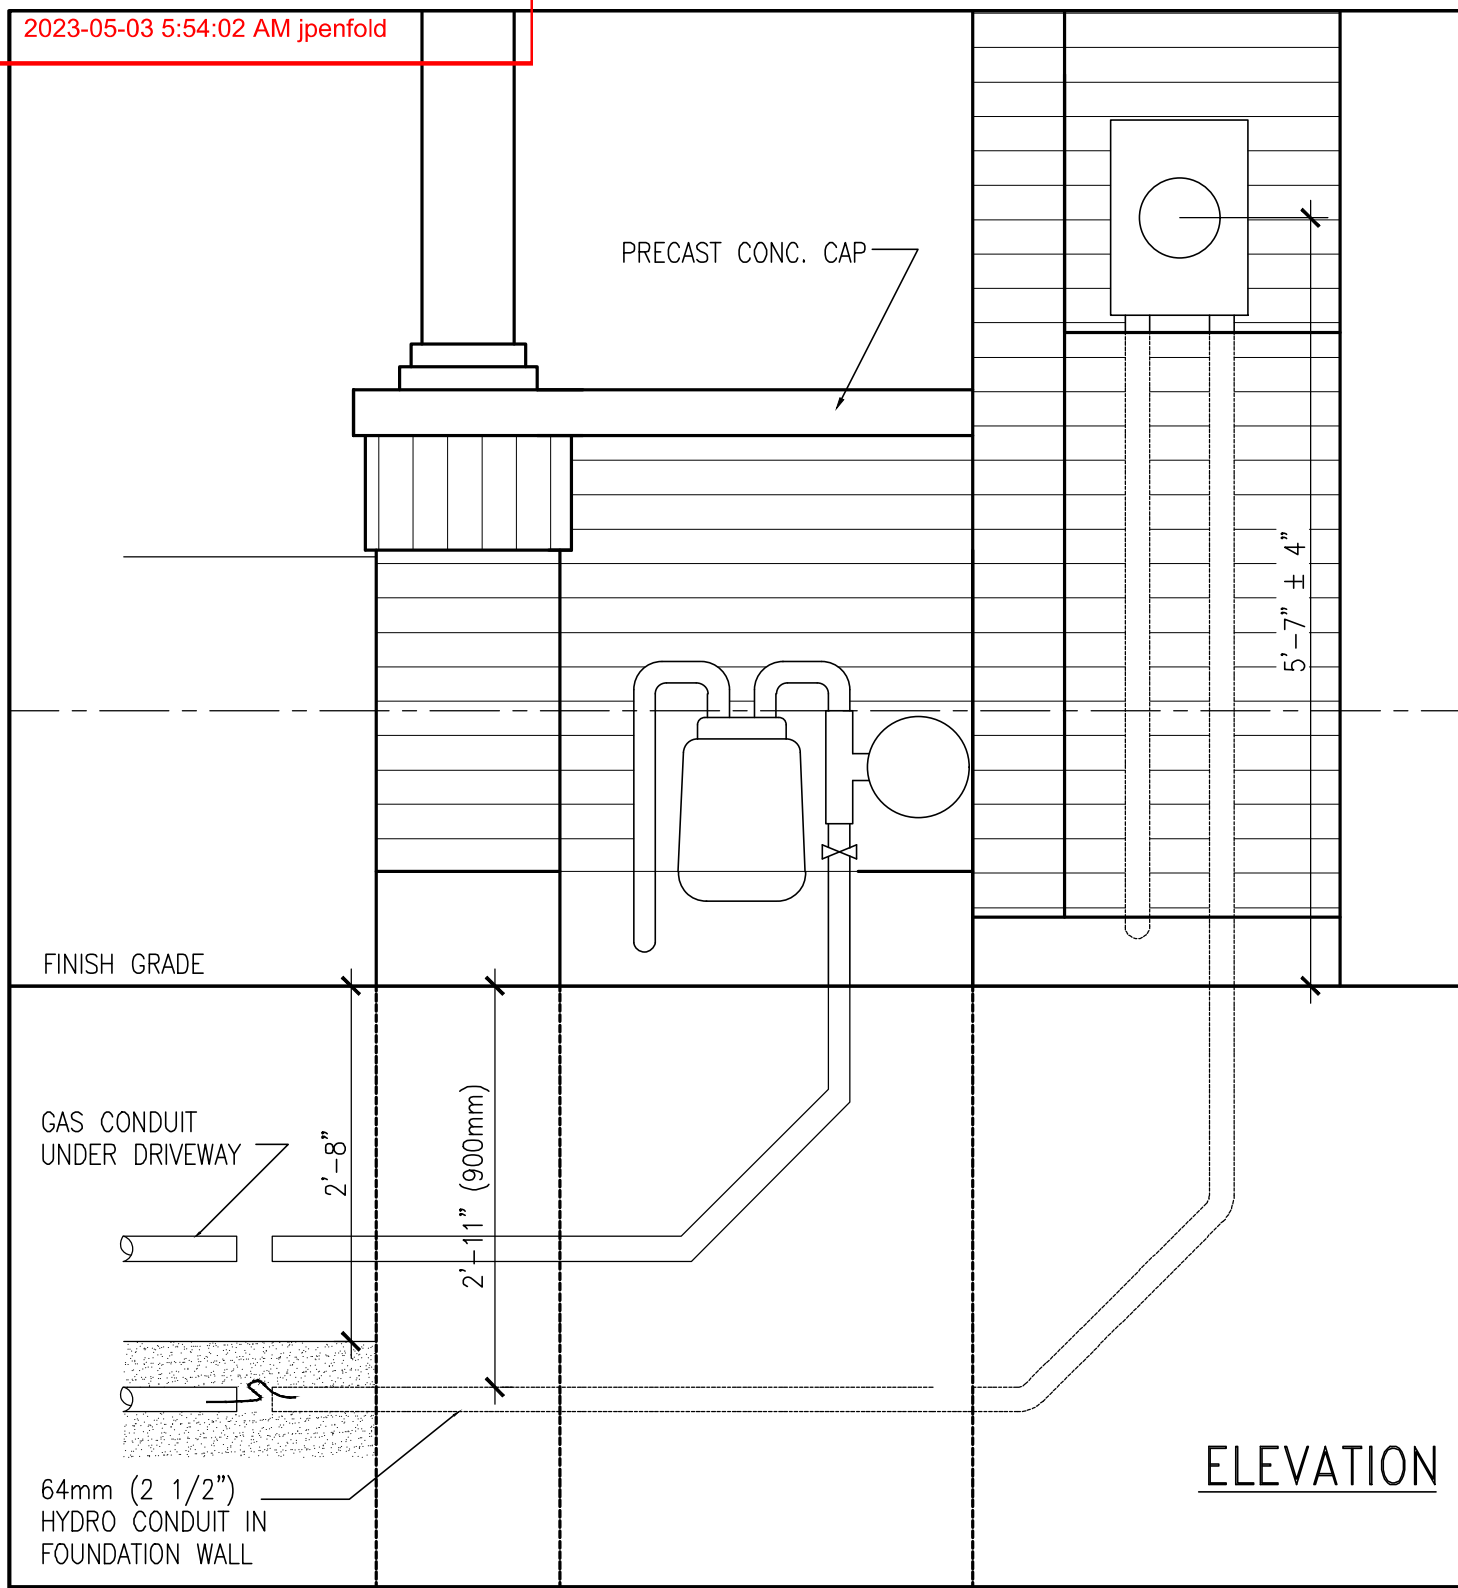 2023-05-03 5:54:02 AM jpenfold
PRECAST CONC. CAP
5'-7" ± 4"
FINISH GRADE
GAS CONDUIT
UNDER DRIVEWAY
2'-8"
2'-11" (900mm)
64mm (2 1/2")
HYDRO CONDUIT IN
FOUNDATION WALL
ELEVATION